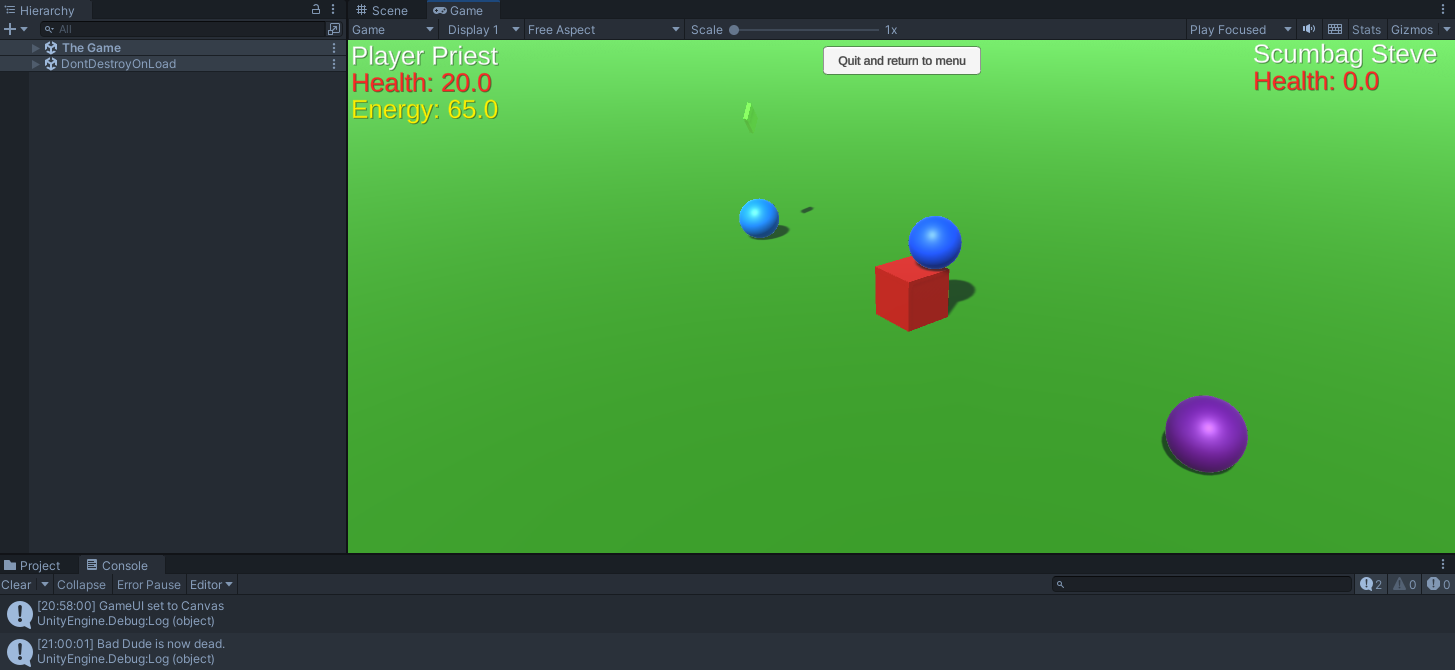 Hierarchy
All
The Game
DontDestroyOnLoad
Scene Game
Game Display 1 Free Aspect Scale 1x Play Focused Stats Gizmos
Player Priest
Health: 20.0
Energy: 65.0
Quit and return to menu
Scumbag Steve
Health: 0.0
Project Console
Clear Collapse Error Pause Editor 2 0 0
[20:58:00] GameUI set to Canvas
UnityEngine.Debug:Log (object)
[21:00:01] Bad Dude is now dead.
UnityEngine.Debug:Log (object)